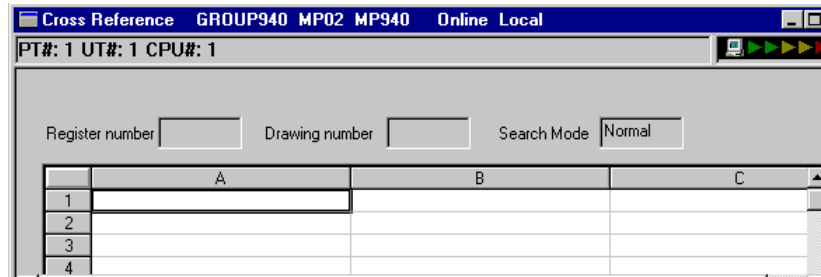 Cross Reference GROUP940 MP02 MP940 Online Local
PT#: 1 UT#: 1 CPU#: 1
Register number Drawing number Search Mode Normal
A B C
1
2
3
4